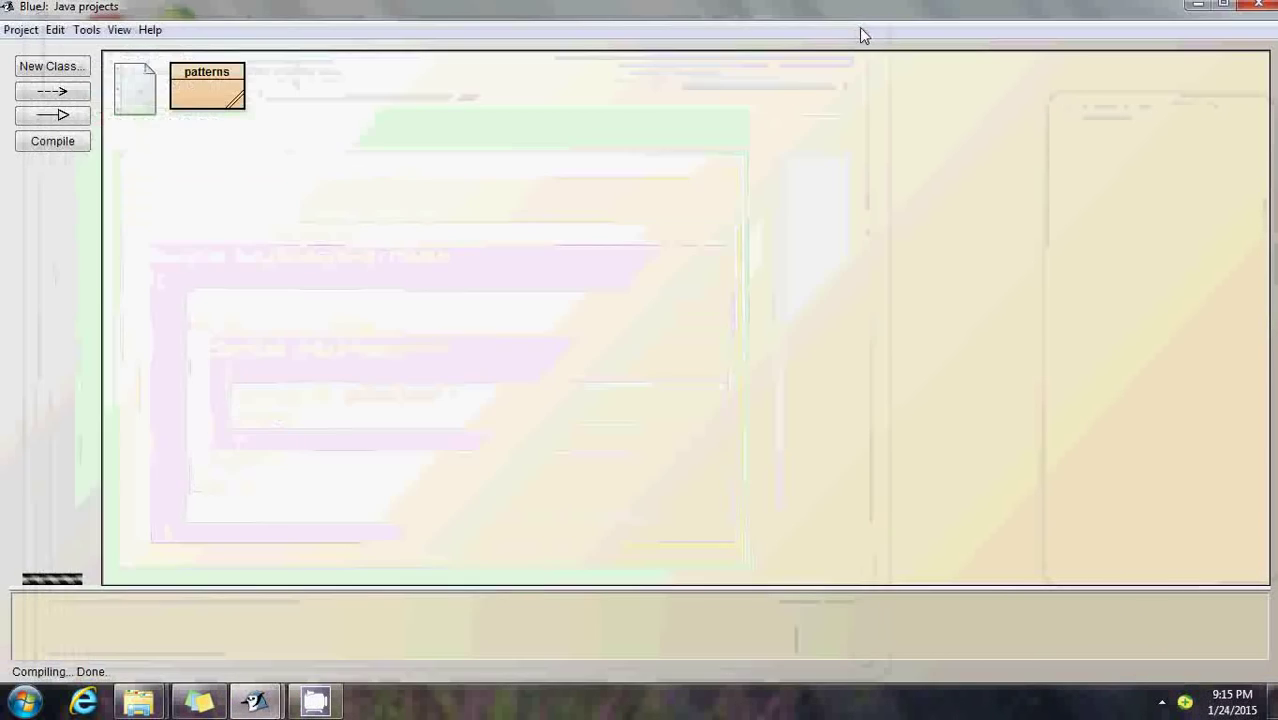 BlueJ: Java projects
Project Edit Tools View Help
New Class...
patterns
Compile
Compiling... Done.
9:15 PM
1/24/2015